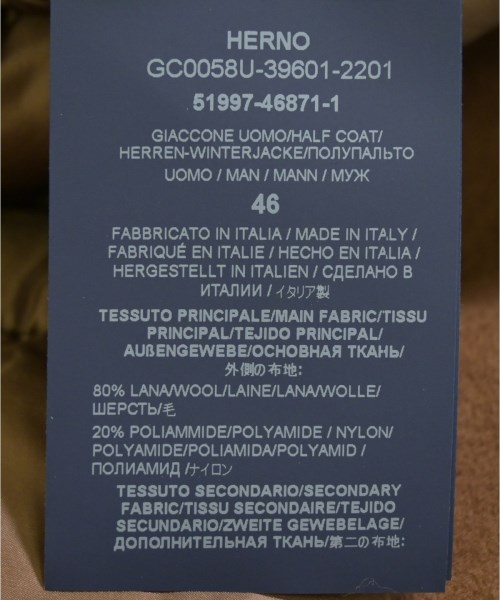 HERNO
GC0058U-39601-2201
51997-46871-1
GIACCONE UOMO/HALF COAT/
HERREN-WINTERJACKE/ПОЛУПАЛЬТО
UOMO / MAN / MANN / МУЖ
46
FABBRICATO IN ITALIA / MADE IN ITALY /
FABRIQUÉ EN ITALIE / HECHO EN ITALIA /
HERGESTELLT IN ITALIEN / СДЕЛАНО В
ИТАЛИИ / イタリア製
TESSUTO PRINCIPALE/MAIN FABRIC/TISSU
PRINCIPAL/TEJIDO PRINCIPAL/
AUßENGEWEBE/ОСНОВНАЯ ТКАНЬ/
外側の布地:
80% LANA/WOOL/LAINE/LANA/WOLLE/
ШЕРСТЬ/毛
20% POLIAMMIDE/POLYAMIDE / NYLON/
POLYAMIDE/POLIAMIDA/POLYAMID /
ПОЛИАМИД /ナイロン
TESSUTO SECONDARIO/SECONDARY
FABRIC/TISSU SECONDAIRE/TEJIDO
SECUNDARIO/ZWEITE GEWEBELAGE/
ДОПОЛНИТЕЛЬНАЯ ТКАНЬ/第二の布地: